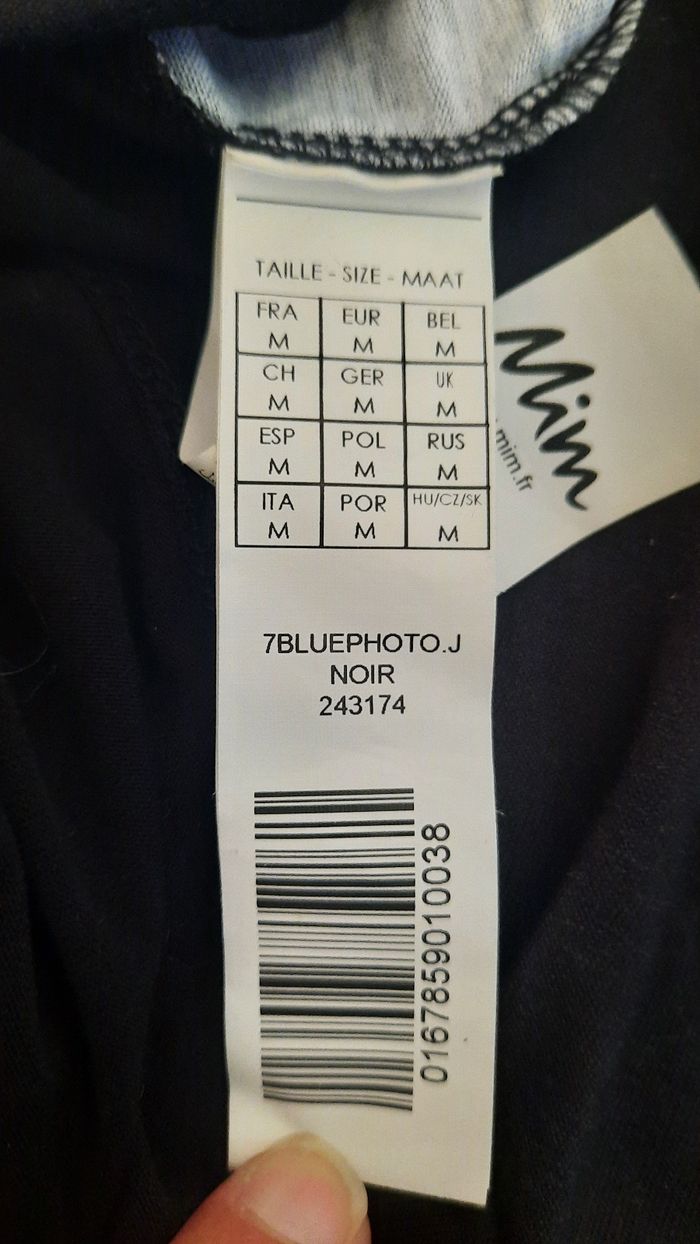 TAILLE - SIZE - MAAT
FRA EUR BEL
M M M
CH GER UK
M M M
ESP POL RUS
M M M
ITA POR HU/CZ/SK
M M M
Mim
mim.fr
7BLUEPHOTO.J
NOIR
243174
0167859010038